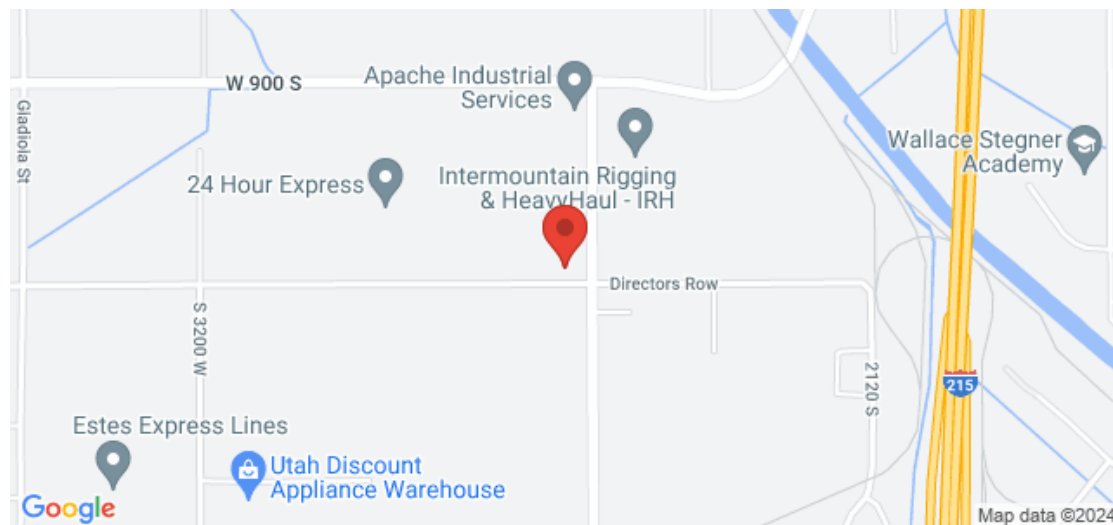 W 900 S
Apache Industrial
Services
Gladiola St
Wallace Stegner
Academy
24 Hour Express
Intermountain Rigging
& HeavyHaul - IRH
Directors Row
S 3200 W
2120 S
215
Estes Express Lines
Utah Discount
Appliance Warehouse
Google
Map data ©2024